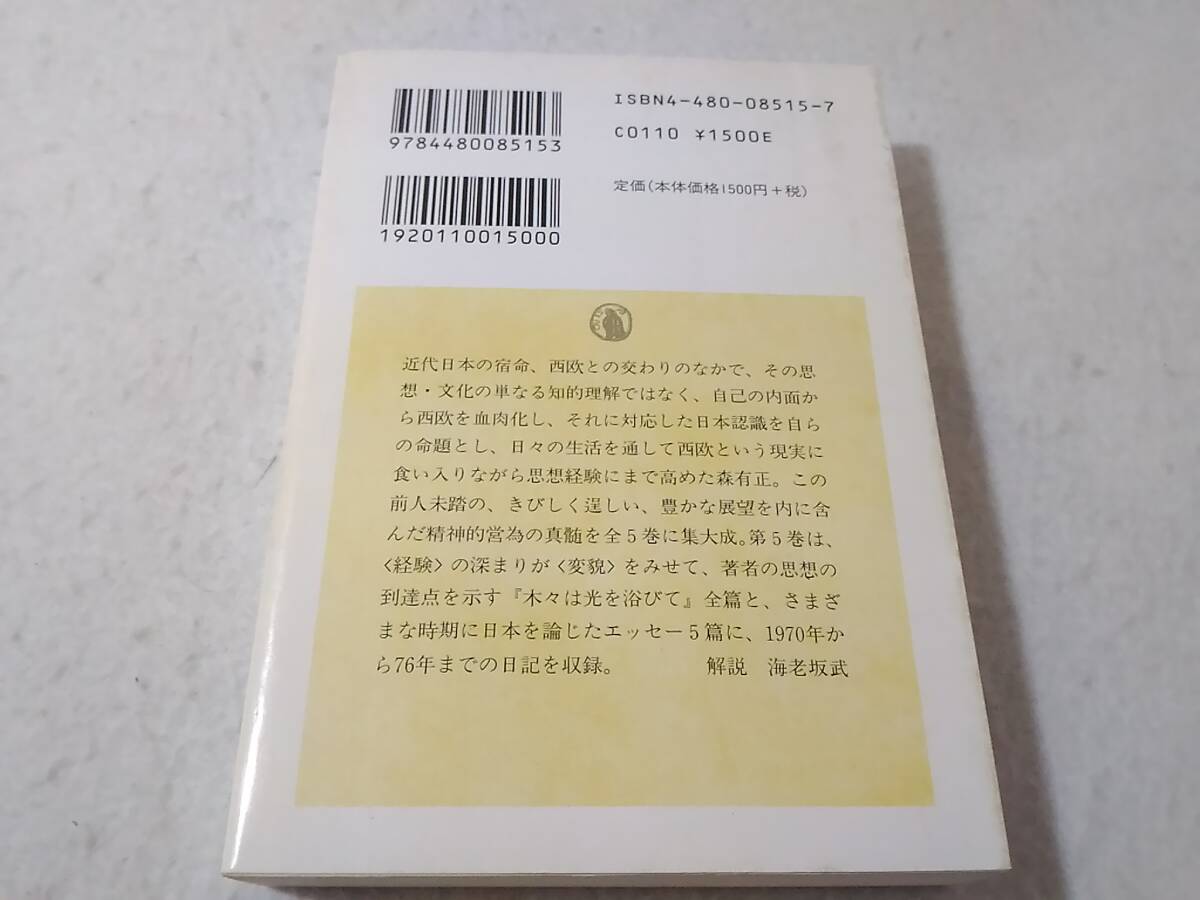 ISBN4-480-08515-7
C0110 ¥1500E
9784480085153
定価(本体価格1500円+税)
1920110015000
近代日本の宿命、西欧との交わりのなかで、その思
想・文化の単なる知的理解ではなく、自己の内面か
ら西欧を血肉化し、それに対応した日本認識を自ら
の命題とし、日々の生活を通して西欧という現実に
食い入りながら思想経験にまで高めた森有正。この
前人未踏の、きびしく逞しい、豊かな展望を内に含
んだ精神的営為の真髄を全5巻に集大成。第5巻は、
〈経験〉の深まりが〈変貌〉をみせて、著者の思想の
到達点を示す『木々は光を浴びて』全篇と、さまざ
まな時期に日本を論じたエッセー5篇に、1970年か
ら76年までの日記を収録。 解説 海老坂武